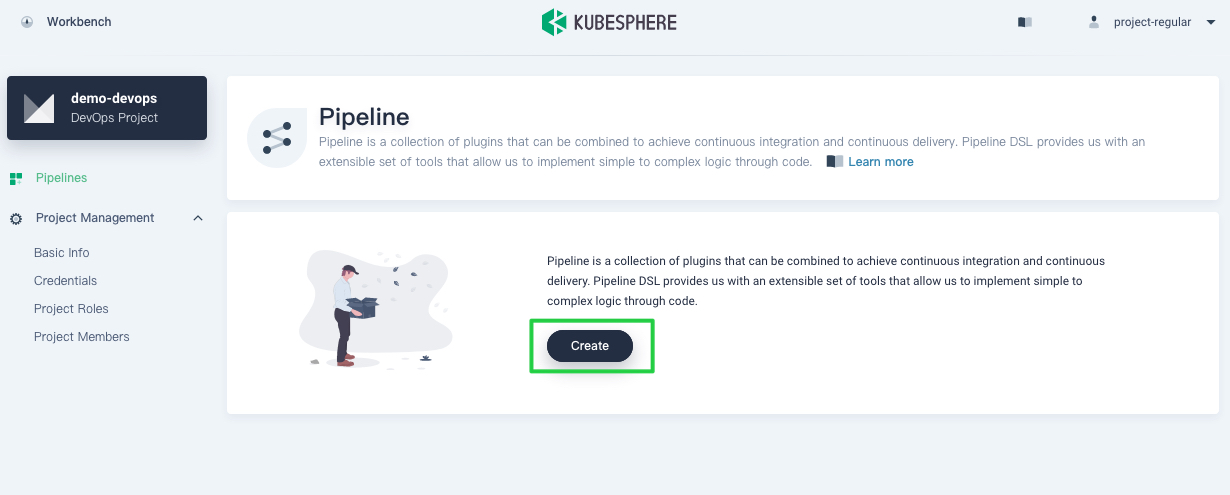 Workbench
KUBESPHERE
project-regular
demo-devops
DevOps Project
Pipelines
Project Management
Basic Info
Credentials
Project Roles
Project Members
Pipeline
Pipeline is a collection of plugins that can be combined to achieve continuous integration and continuous delivery. Pipeline DSL provides us with an
extensible set of tools that allow us to implement simple to complex logic through code. Learn more
Pipeline is a collection of plugins that can be combined to achieve continuous integration and continuous
delivery. Pipeline DSL provides us with an extensible set of tools that allow us to implement simple to
complex logic through code.
Create